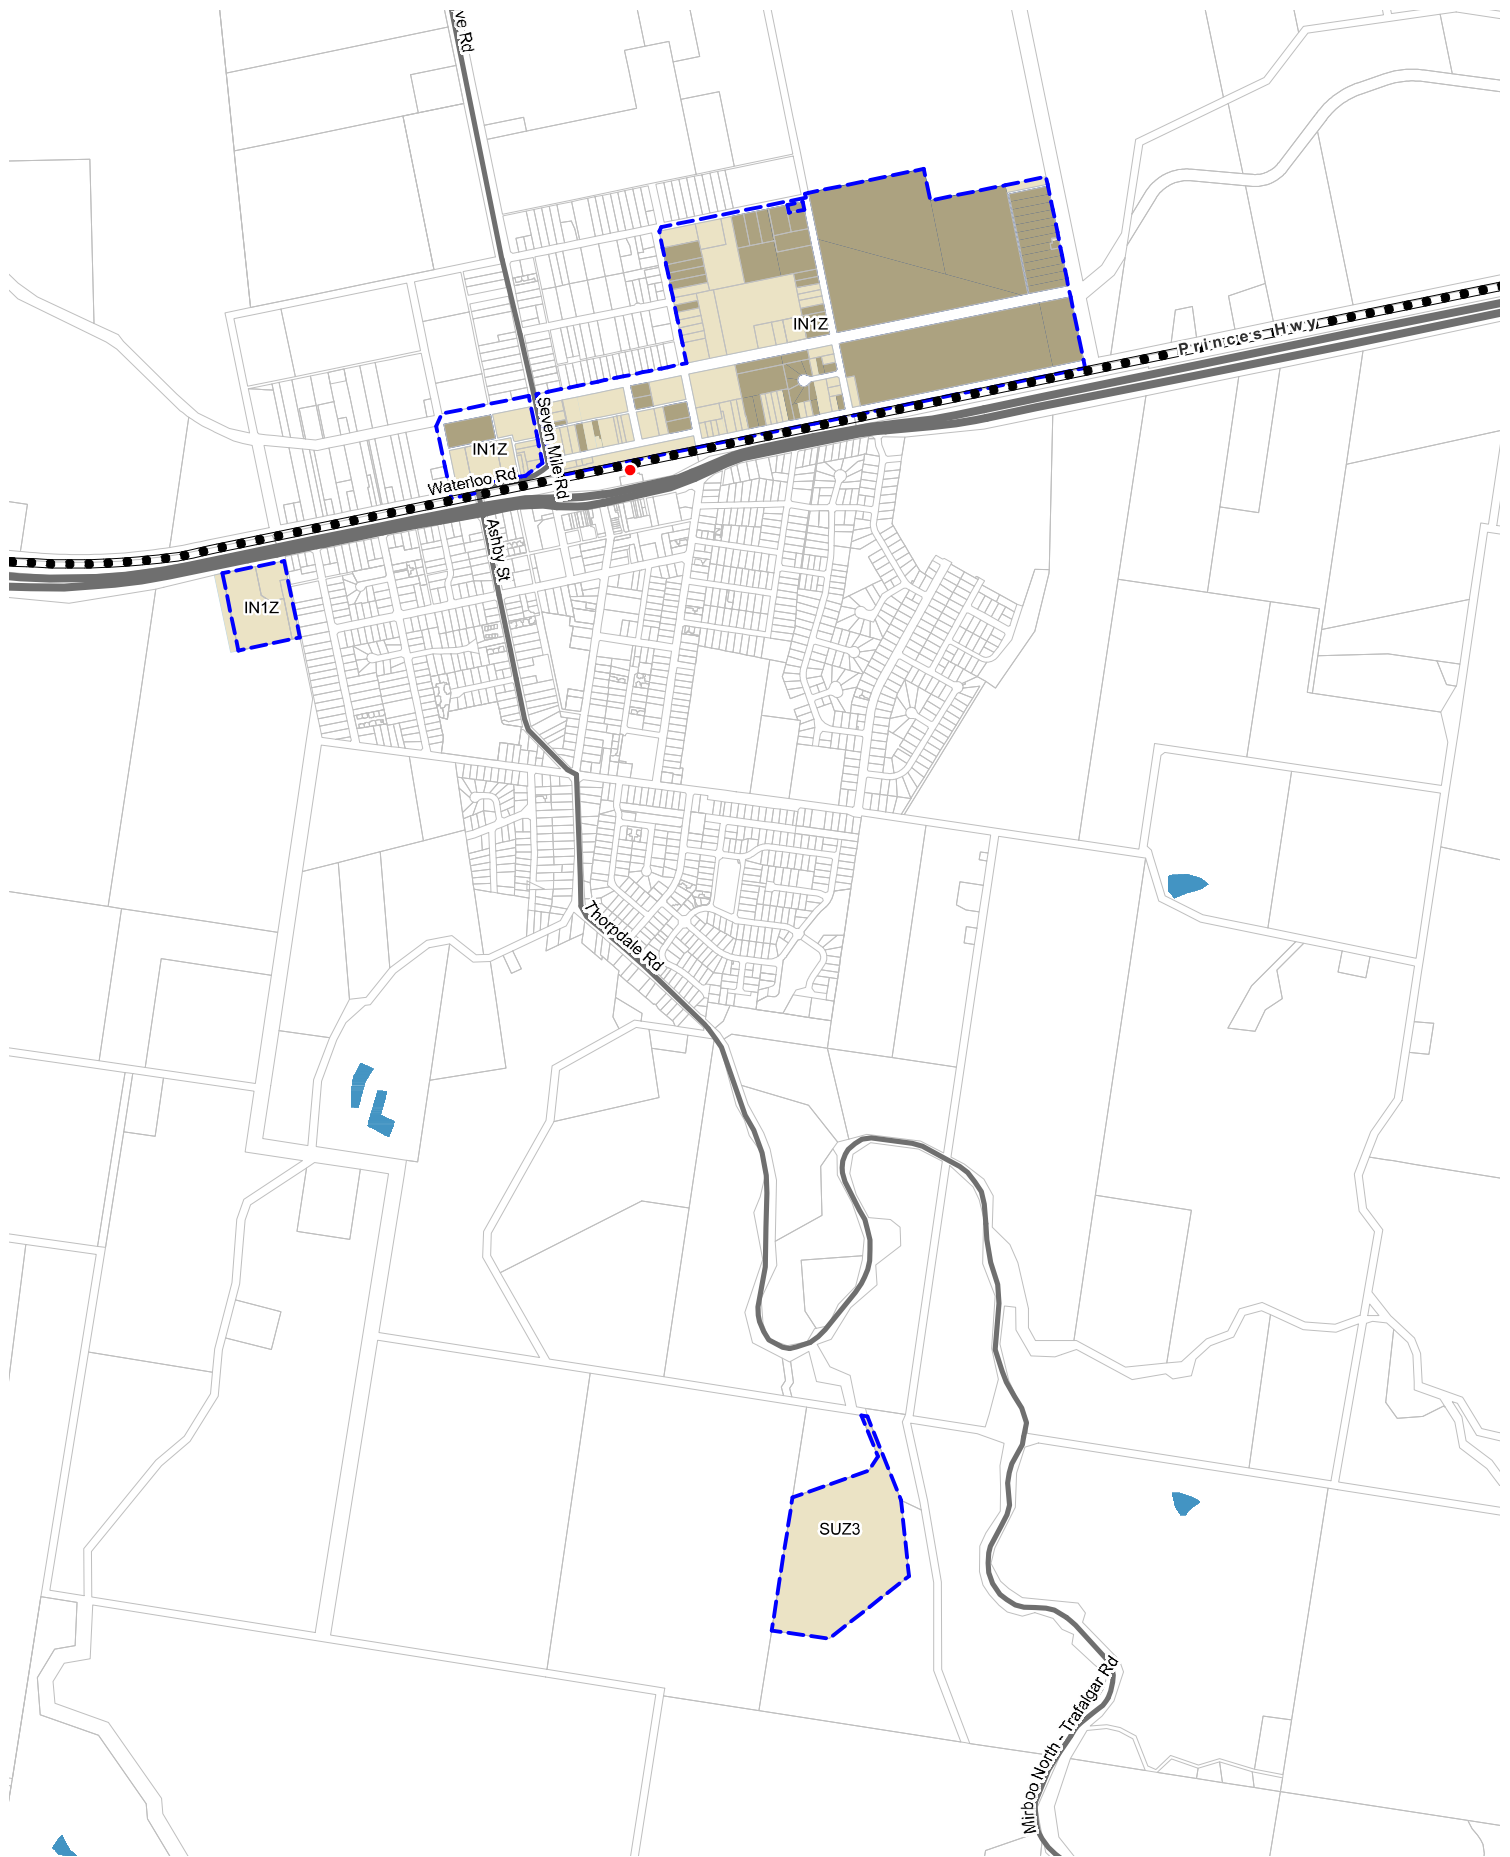 ve Rd
Princes Hwy
IN1Z
Seven Mile Rd
IN1Z
Waterloo Rd
Ashby St
IN1Z
Thorpdale Rd
SUZ3
Mirboo North - Trafalgar Rd